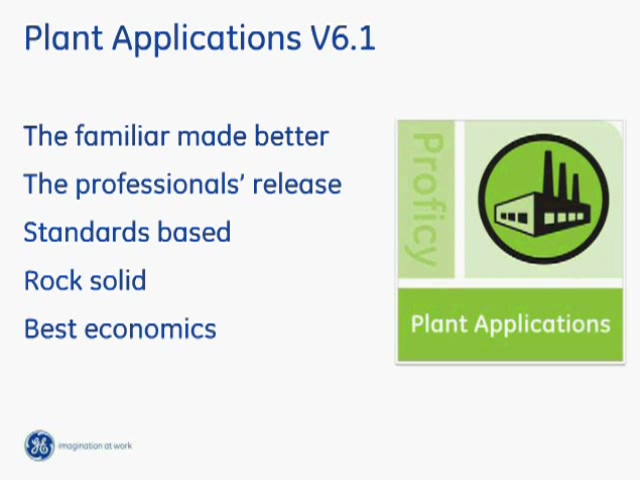 Plant Applications V6.1
The familiar made better
The professionals’ release
Standards based
Rock solid
Best economics
Proficy
Plant Applications
GE
imagination at work